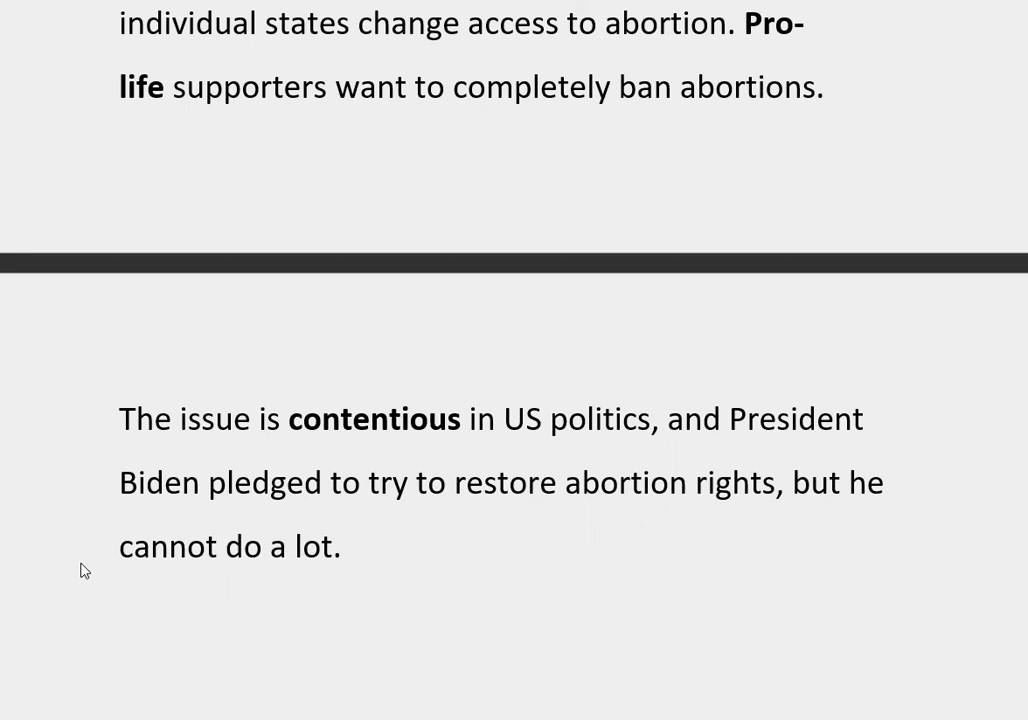 individual states change access to abortion. Pro-
life supporters want to completely ban abortions.
The issue is contentious in US politics, and President
Biden pledged to try to restore abortion rights, but he
cannot do a lot.